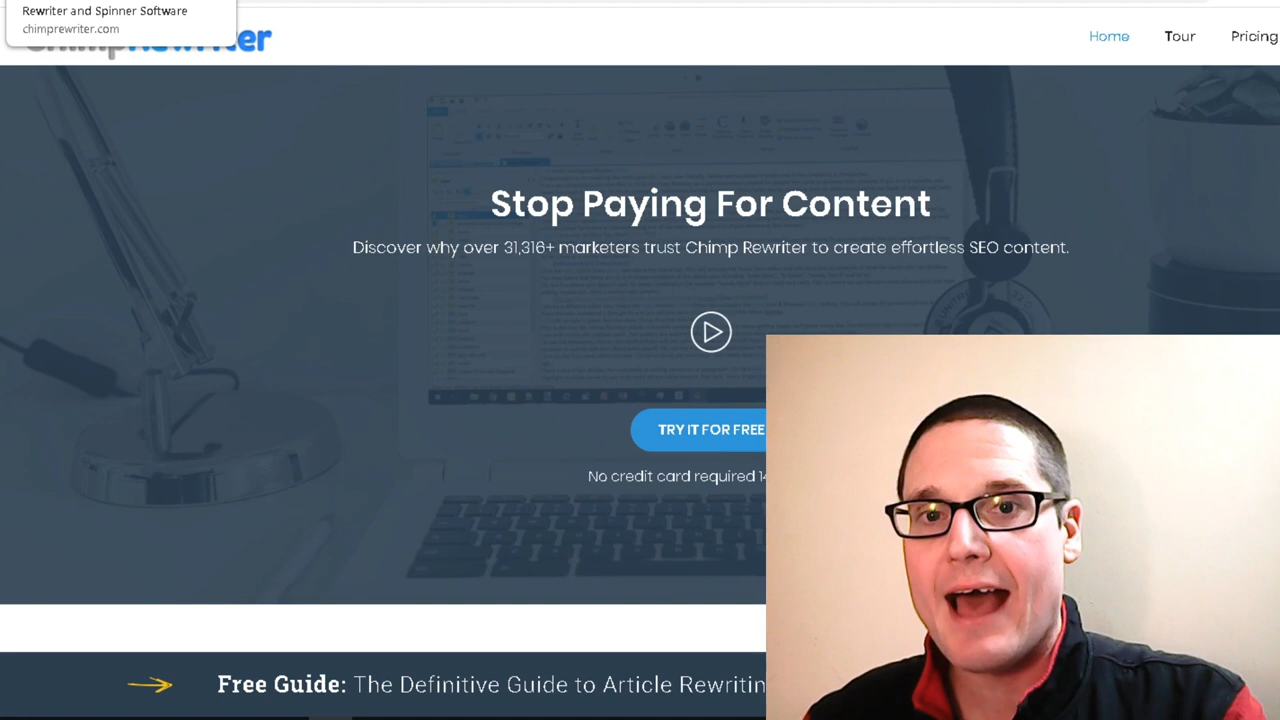 Rewriter and Spinner Software
chimprewriter.com
ChimpRewriter
Home
Tour
Pricing
Stop Paying For Content
Discover why over 31,316+ marketers trust Chimp Rewriter to create effortless SEO content.
TRY IT FOR FREE
No credit card required
Free Guide: The Definitive Guide to Article Rewritin